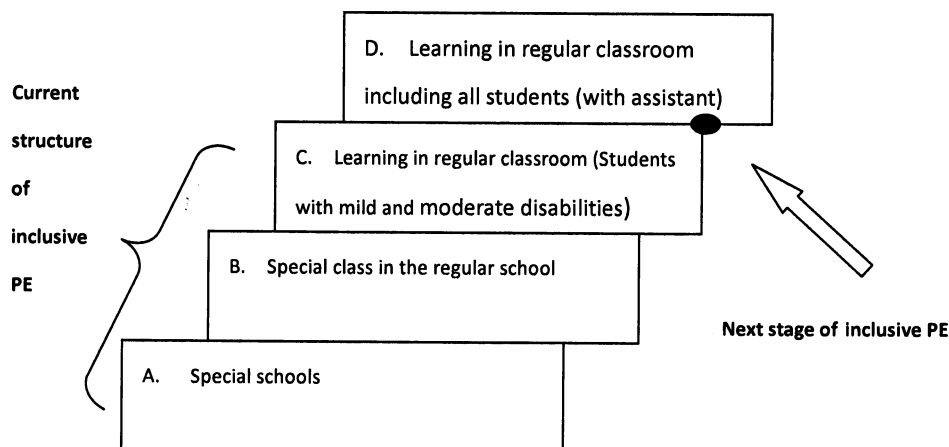 D. Learning in regular classroom
including all students (with assistant)
Current
structure
of
inclusive
PE
C. Learning in regular classroom (Students
with mild and moderate disabilities)
B. Special class in the regular school
Next stage of inclusive PE
A. Special schools